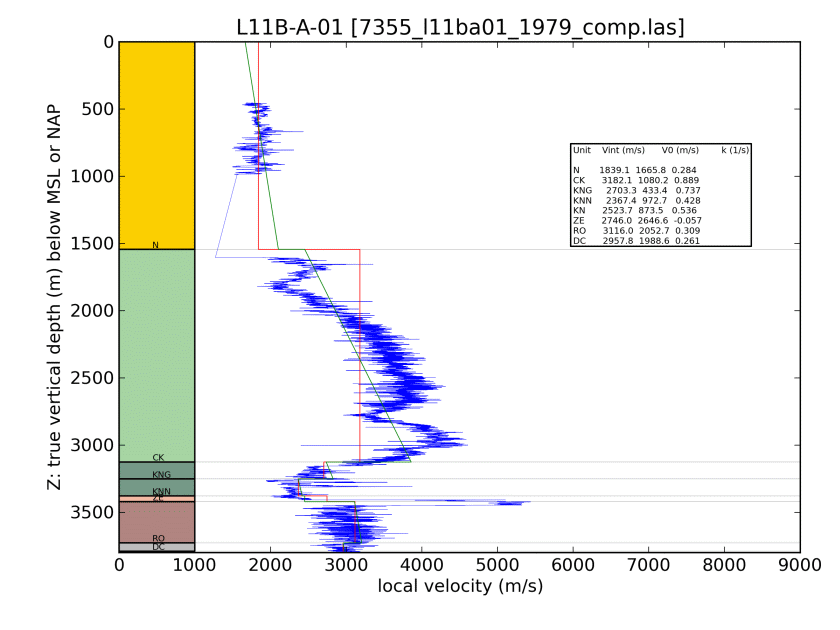 L11B-A-01 [7355_l11ba01_1979_comp.las]
0
500
1000
1500
2000
2500
3000
3500
Z: true vertical depth (m) below MSL or NAP
N
CK
KNG
KNN
ZE
RO
DC
Unit Vint (m/s) V0 (m/s) k (1/s)
N 1839.1 1665.8 0.284
CK 3182.1 1080.2 0.889
KNG 2703.3 433.4 0.737
KNN 2367.4 972.7 0.428
KN 2523.7 873.5 0.536
ZE 2746.0 2646.6 -0.057
RO 3116.0 2052.7 0.309
DC 2957.8 1988.6 0.261
0 1000 2000 3000 4000 5000 6000 7000 8000 9000
local velocity (m/s)